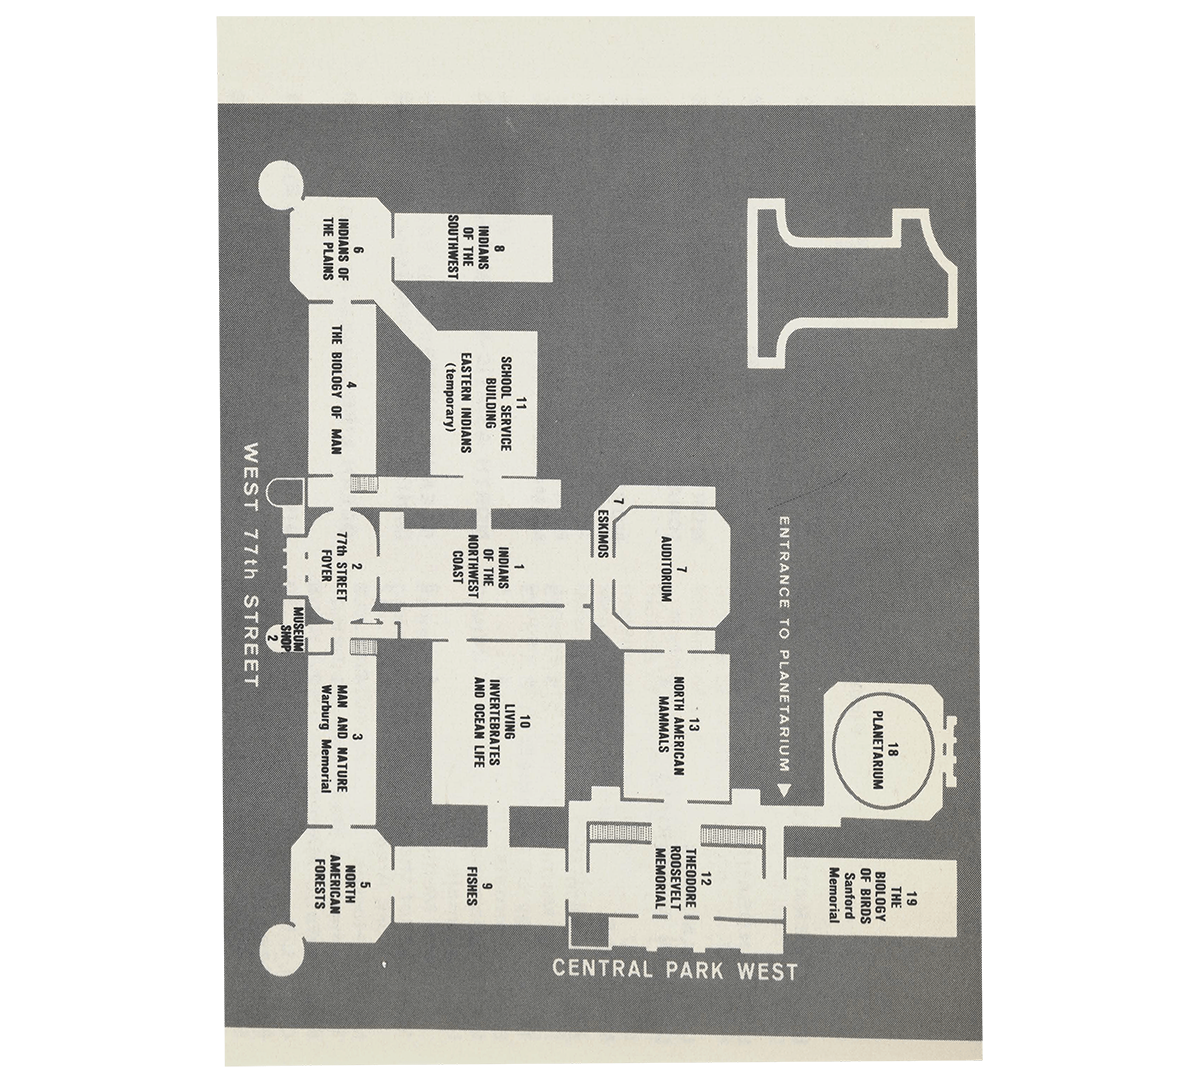 1
ENTRANCE TO PLANETARIUM
18
PLANETARIUM
19
THE
BIOLOGY
OF BIRDS
Sanford
Memorial
7
AUDITORIUM
7
ESKIMOS
13
NORTH AMERICAN
MAMMALS
12
THEODORE
ROOSEVELT
MEMORIAL
8
INDIANS
OF THE
SOUTHWEST
11
SCHOOL SERVICE
BUILDING
EASTERN INDIANS
(temporary)
1
INDIANS
OF THE
NORTHWEST
COAST
10
LIVING
INVERTEBRATES
AND OCEAN LIFE
9
FISHES
6
INDIANS OF
THE PLAINS
4
THE BIOLOGY OF MAN
2
77th STREET
FOYER
MUSEUM
SHOP
2
3
MAN AND NATURE
Warburg Memorial
5
NORTH
AMERICAN
FORESTS
WEST 77th STREET
CENTRAL PARK WEST